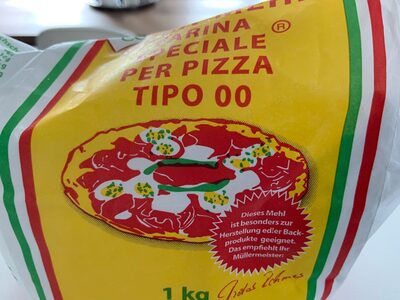 FARINA ®
SPECIALE
PER PIZZA
TIPO 00
Dieses Mehl
ist besonders zur
Herstellung edler Back-
produkte geeignet.
Das empfiehlt Ihr
Müllermeister:
1 kg